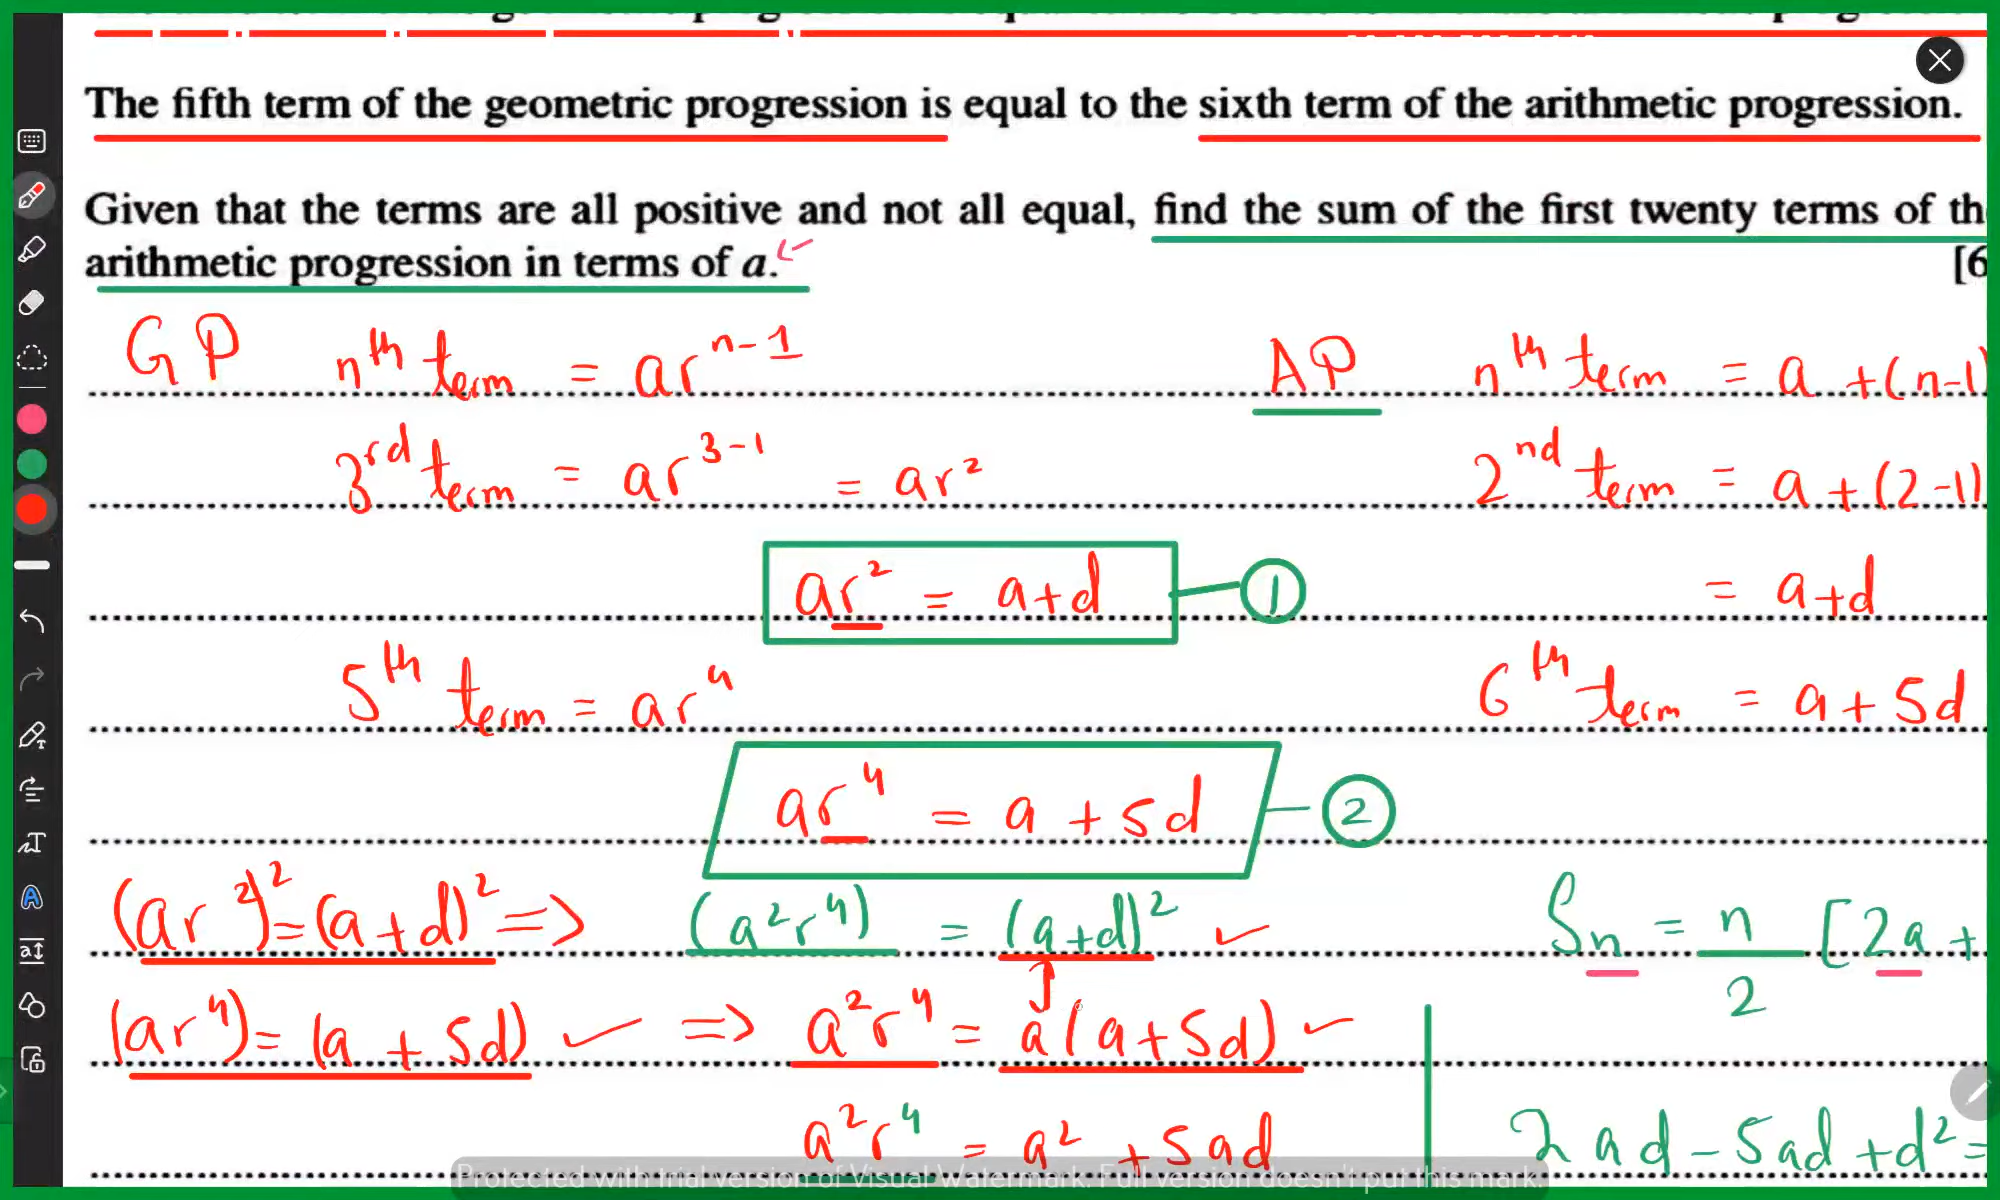 The fifth term of the geometric progression is equal to the sixth term of the arithmetic progression.
Given that the terms are all positive and not all equal, find the sum of the first twenty terms of th
arithmetic progression in terms of a.
[6
GP nth term = ar^n-1
AP nth term = a + (n-1)
3rd term = ar^3-1 = ar²
2nd term = a + (2-1)
ar² = a+d ①
= a+d
5th term = ar⁴
6th term = a + 5d
ar⁴ = a + 5d ②
(ar²)² = (a+d)² => (a²r⁴) = (a+d)² ✓
Sn = n/2 [2a +
(ar⁴) = (a + 5d) ✓ => a²r⁴ = a(a+5d) ✓
a²r⁴ = a² + 5ad
2ad - 5ad + d² =
Protected with trial version of Visual Watermark. Full version doesn't put this mark.